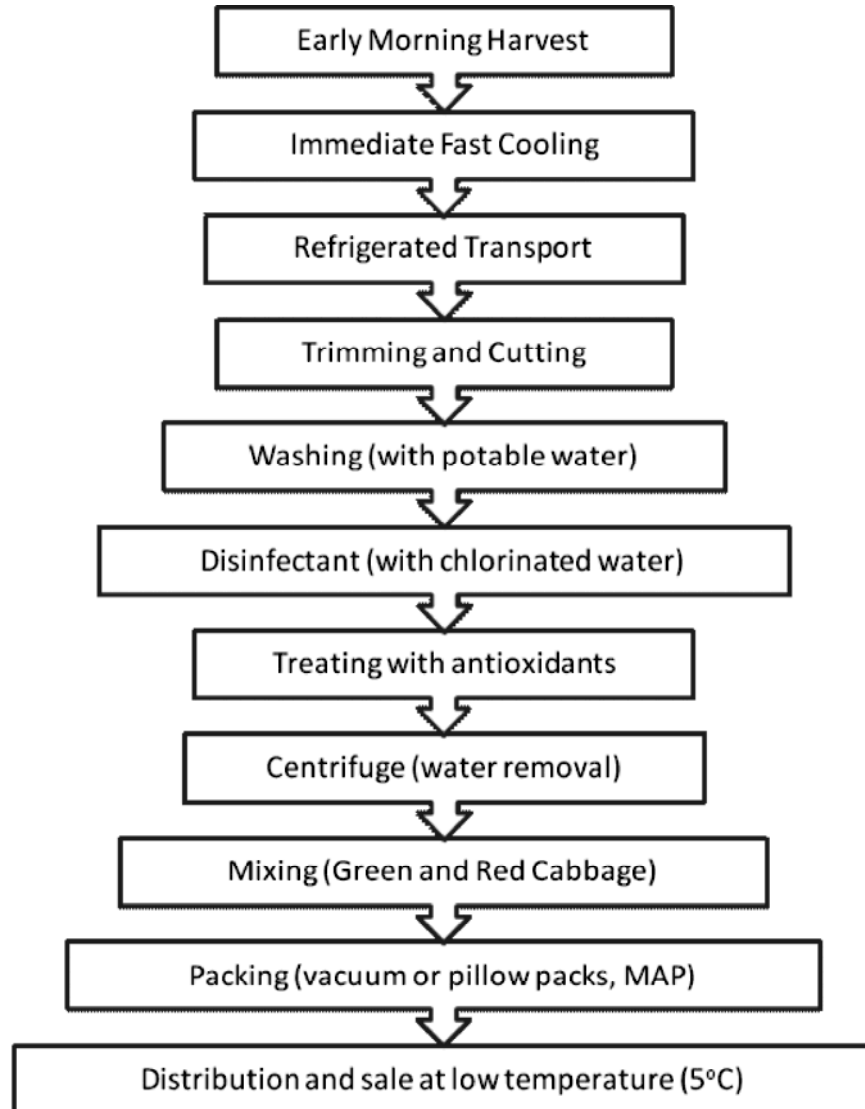 Early Morning Harvest
Immediate Fast Cooling
Refrigerated Transport
Trimming and Cutting
Washing (with potable water)
Disinfectant (with chlorinated water)
Treating with antioxidants
Centrifuge (water removal)
Mixing (Green and Red Cabbage)
Packing (vacuum or pillow packs, MAP)
Distribution and sale at low temperature (5°C)